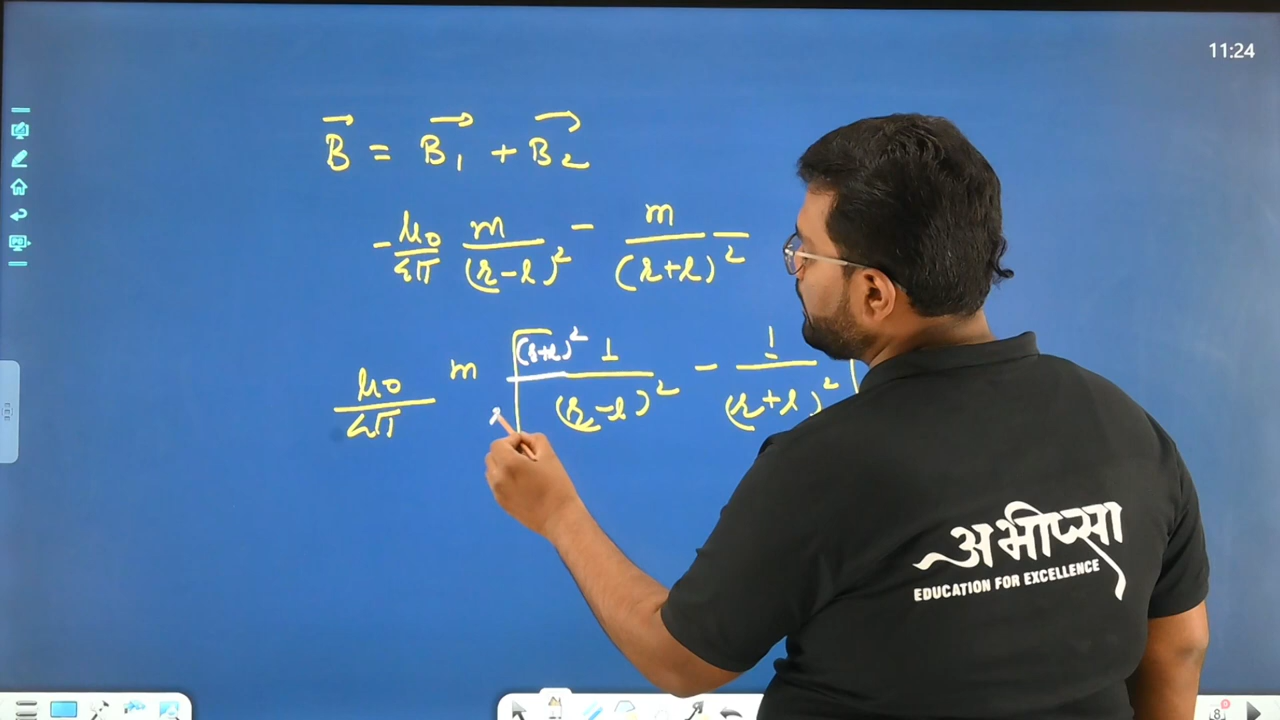 11:24
B⃗ = B⃗₁ + B⃗₂
- μ₀/4π m/(r-l)² - m/(r+l)²
μ₀/4π m [ (r+l)² 1/(r-l)² - 1/(r+l)²
अभीप्सा
EDUCATION FOR EXCELLENCE